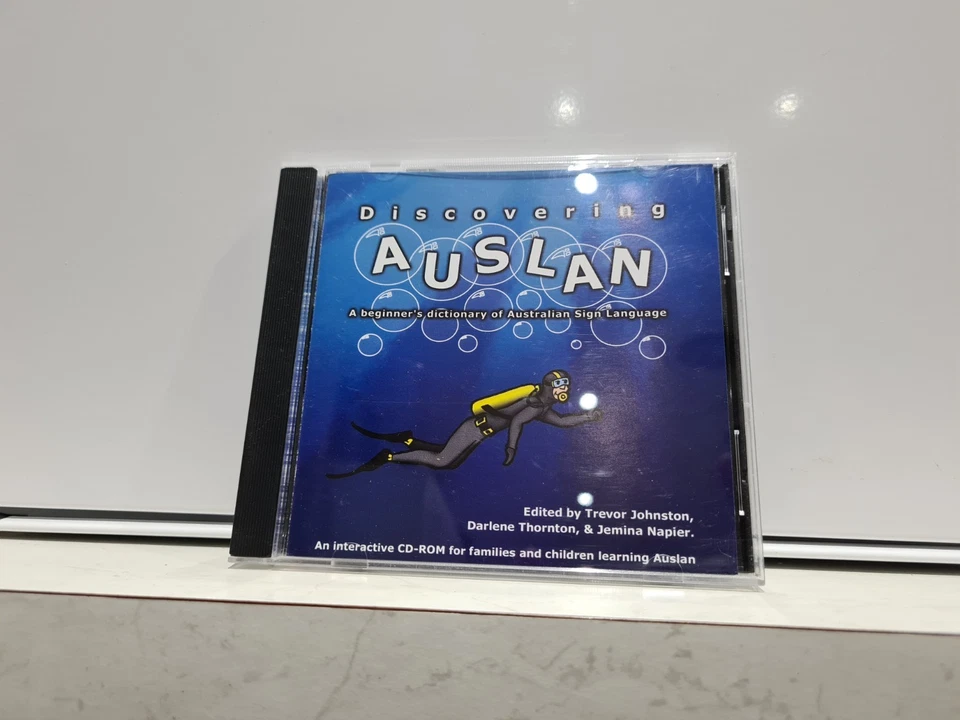 Discovering
AUSLAN
A beginner's dictionary of Australian Sign Language
Edited by Trevor Johnston,
Darlene Thornton, & Jemina Napier.
An interactive CD-ROM for families and children learning Auslan